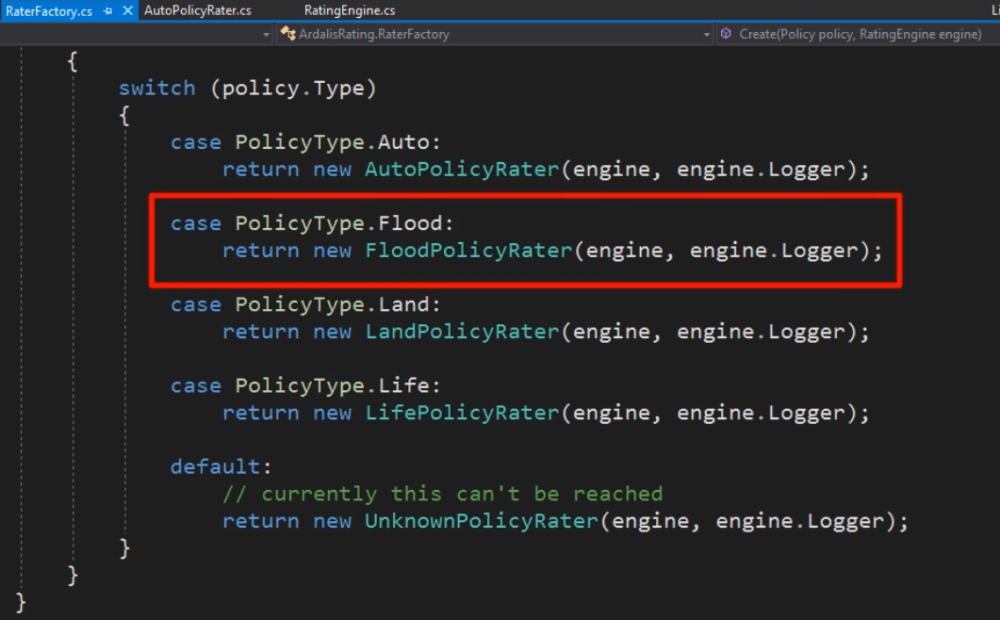 RaterFactory.cs AutoPolicyRater.cs RatingEngine.cs
ArdalisRating.RaterFactory Create(Policy policy, RatingEngine engine)
{
switch (policy.Type)
{
case PolicyType.Auto:
return new AutoPolicyRater(engine, engine.Logger);
case PolicyType.Flood:
return new FloodPolicyRater(engine, engine.Logger);
case PolicyType.Land:
return new LandPolicyRater(engine, engine.Logger);
case PolicyType.Life:
return new LifePolicyRater(engine, engine.Logger);
default:
// currently this can't be reached
return new UnknownPolicyRater(engine, engine.Logger);
}
}
}